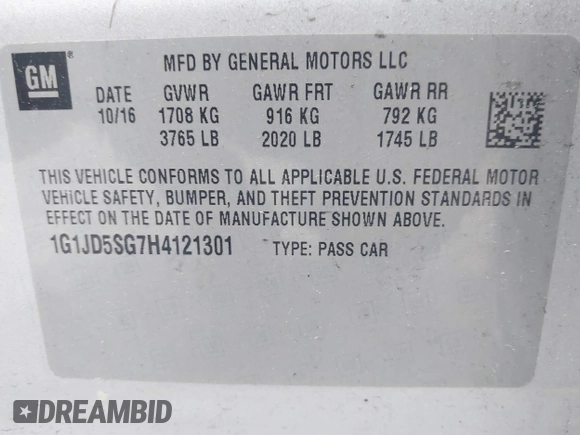 GM
MFD BY GENERAL MOTORS LLC
DATE GVWR GAWR FRT GAWR RR
10/16 1708 KG 916 KG 792 KG
3765 LB 2020 LB 1745 LB
THIS VEHICLE CONFORMS TO ALL APPLICABLE U.S. FEDERAL MOTOR
VEHICLE SAFETY, BUMPER, AND THEFT PREVENTION STANDARDS IN
EFFECT ON THE DATE OF MANUFACTURE SHOWN ABOVE.
1G1JD5SG7H4121301 TYPE: PASS CAR
DREAMBID